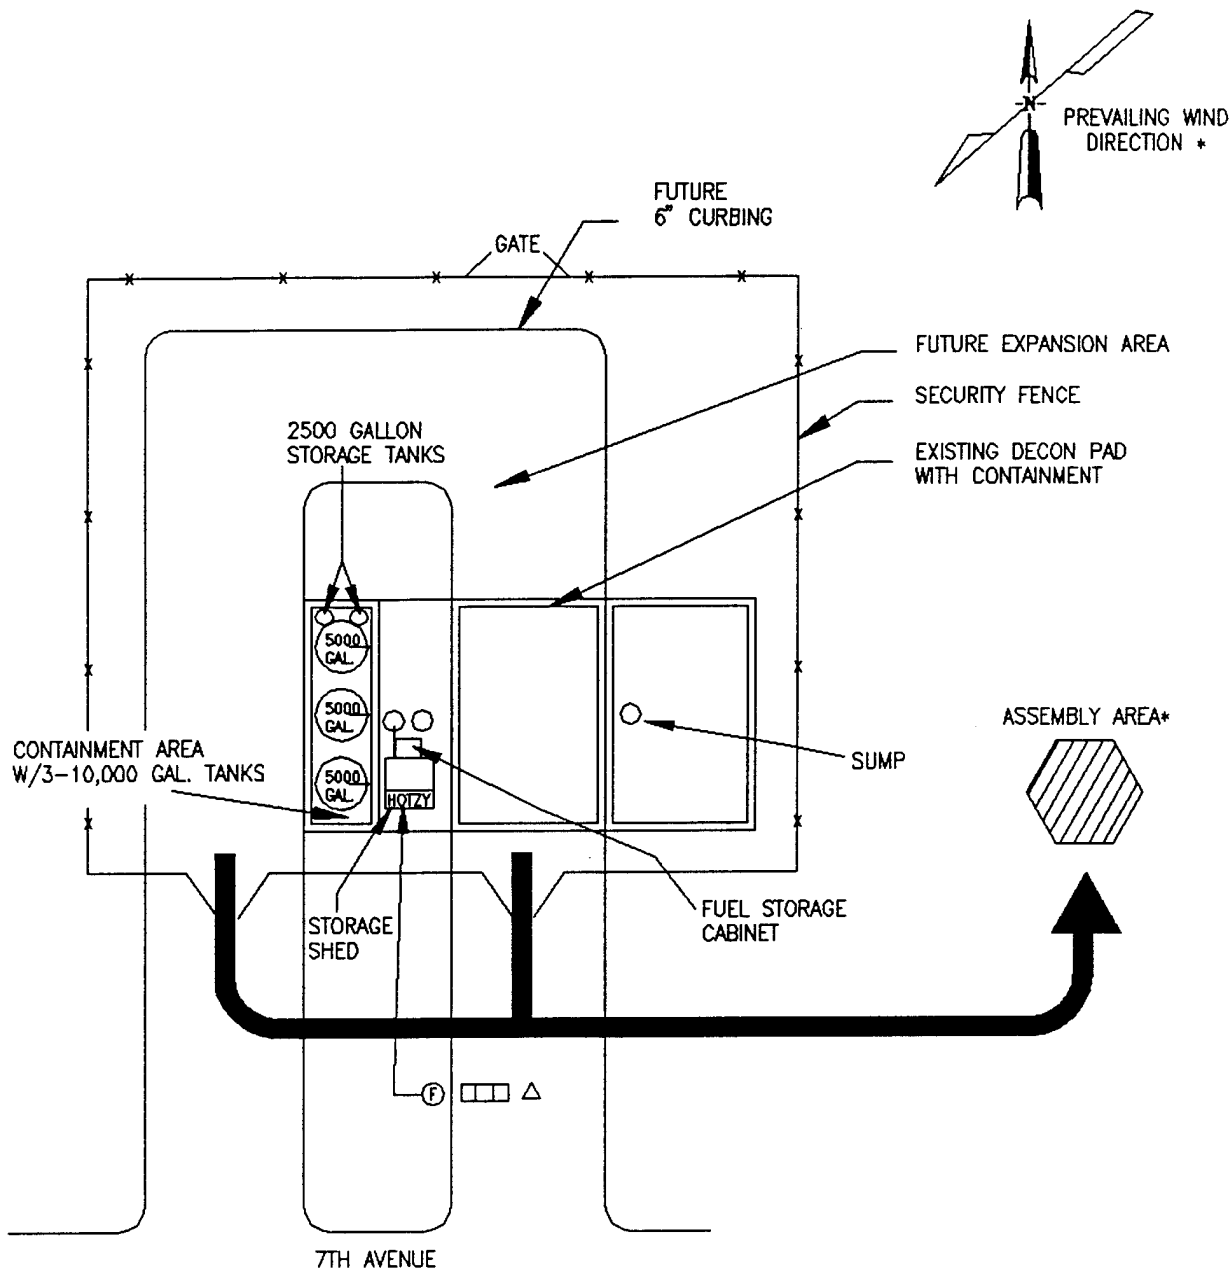 N
PREVAILING WIND
DIRECTION *
FUTURE
6" CURBING
GATE
FUTURE EXPANSION AREA
SECURITY FENCE
2500 GALLON
STORAGE TANKS
EXISTING DECON PAD
WITH CONTAINMENT
5000
GAL.
5000
GAL.
5000
GAL.
HOTZY
CONTAINMENT AREA
W/3-10,000 GAL. TANKS
ASSEMBLY AREA*
SUMP
STORAGE
SHED
FUEL STORAGE
CABINET
F
7TH AVENUE